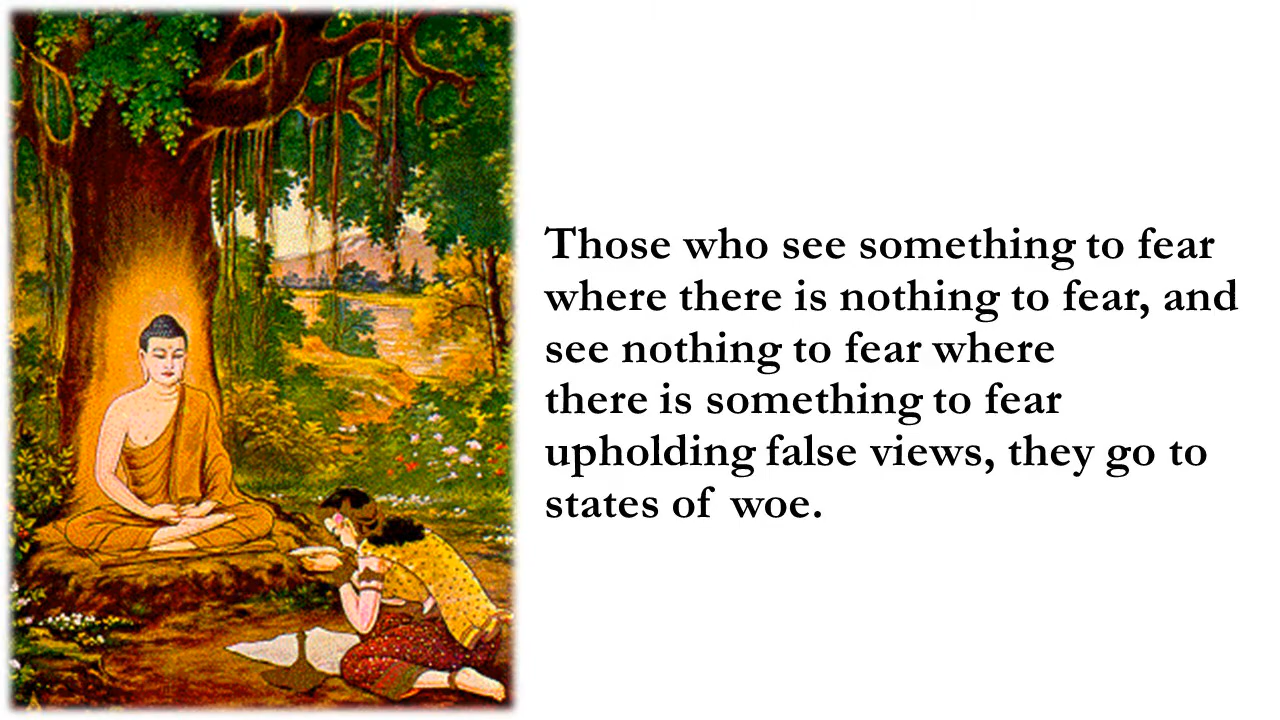 Those who see something to fear
where there is nothing to fear, and
see nothing to fear where
there is something to fear
upholding false views, they go to
states of woe.